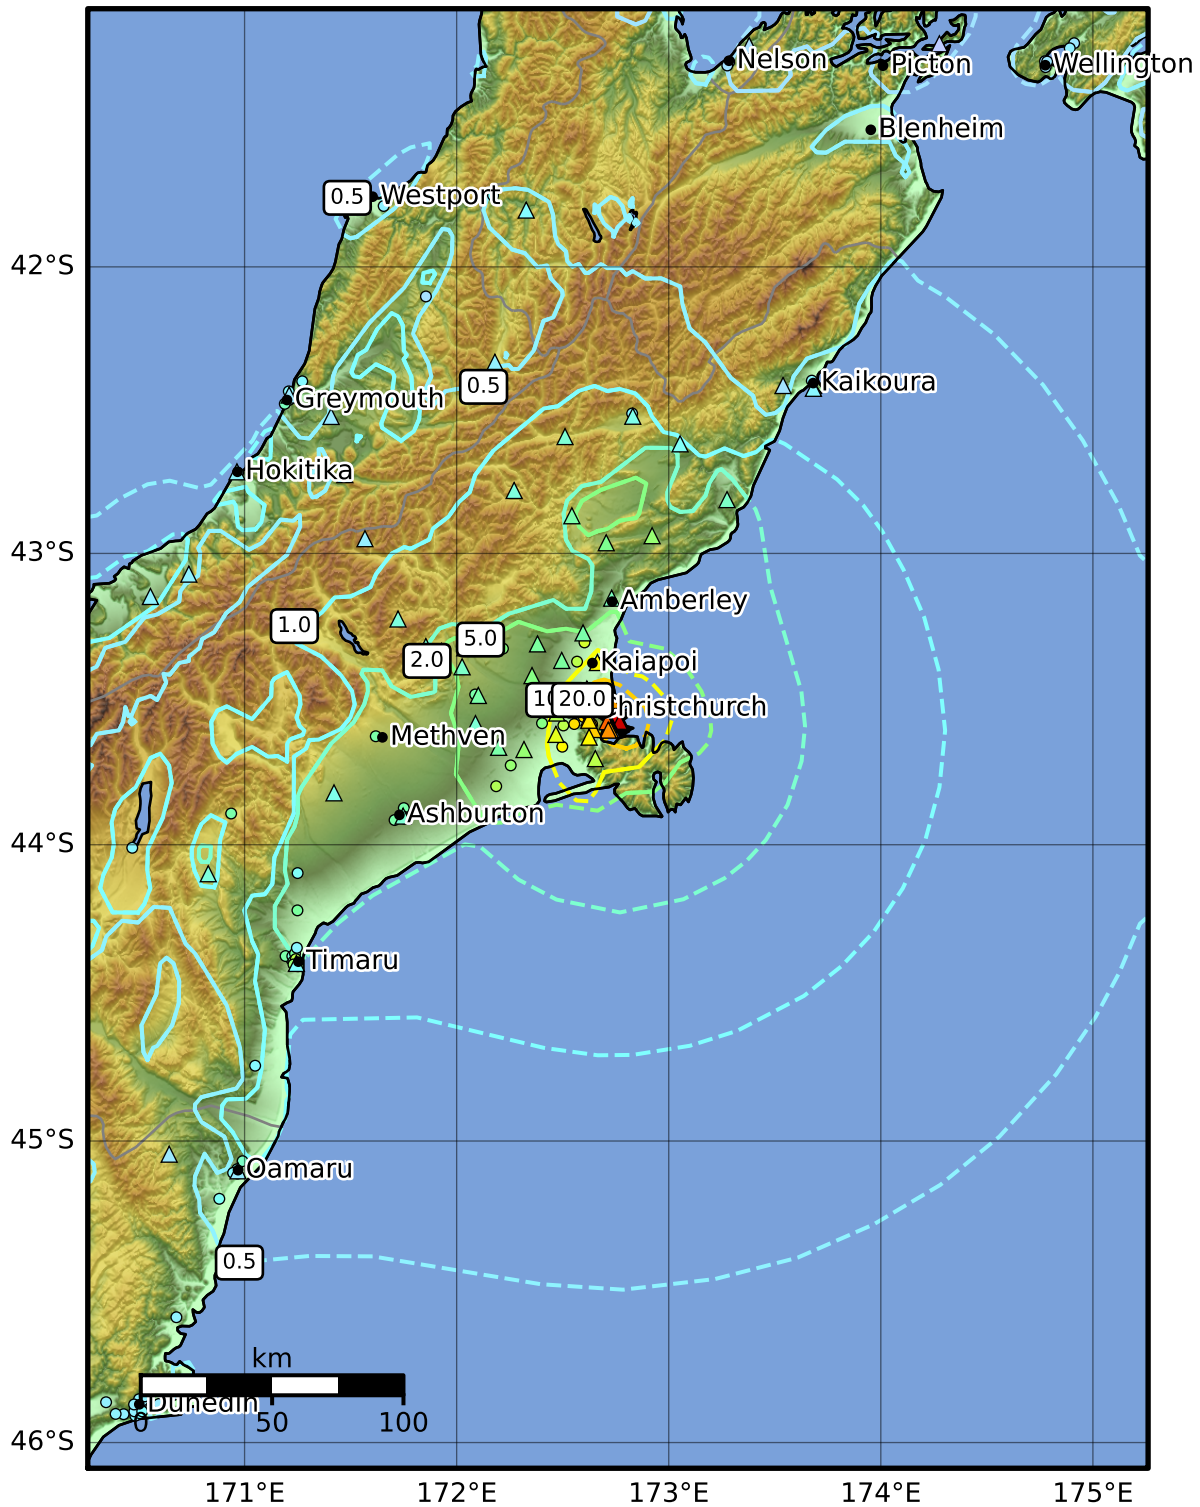 Nelson
Picton
Wellington
Blenheim
0.5
Westport
42°S
Kaikoura
0.5
Greymouth
Hokitika
43°S
Amberley
1.0
5.0
2.0
Kaiapoi
10
20.0
hristchurch
Methven
Ashburton
44°S
Timaru
45°S
Oamaru
0.5
km
Dunedin
0
50
100
46°S
171°E
172°E
173°E
174°E
175°E